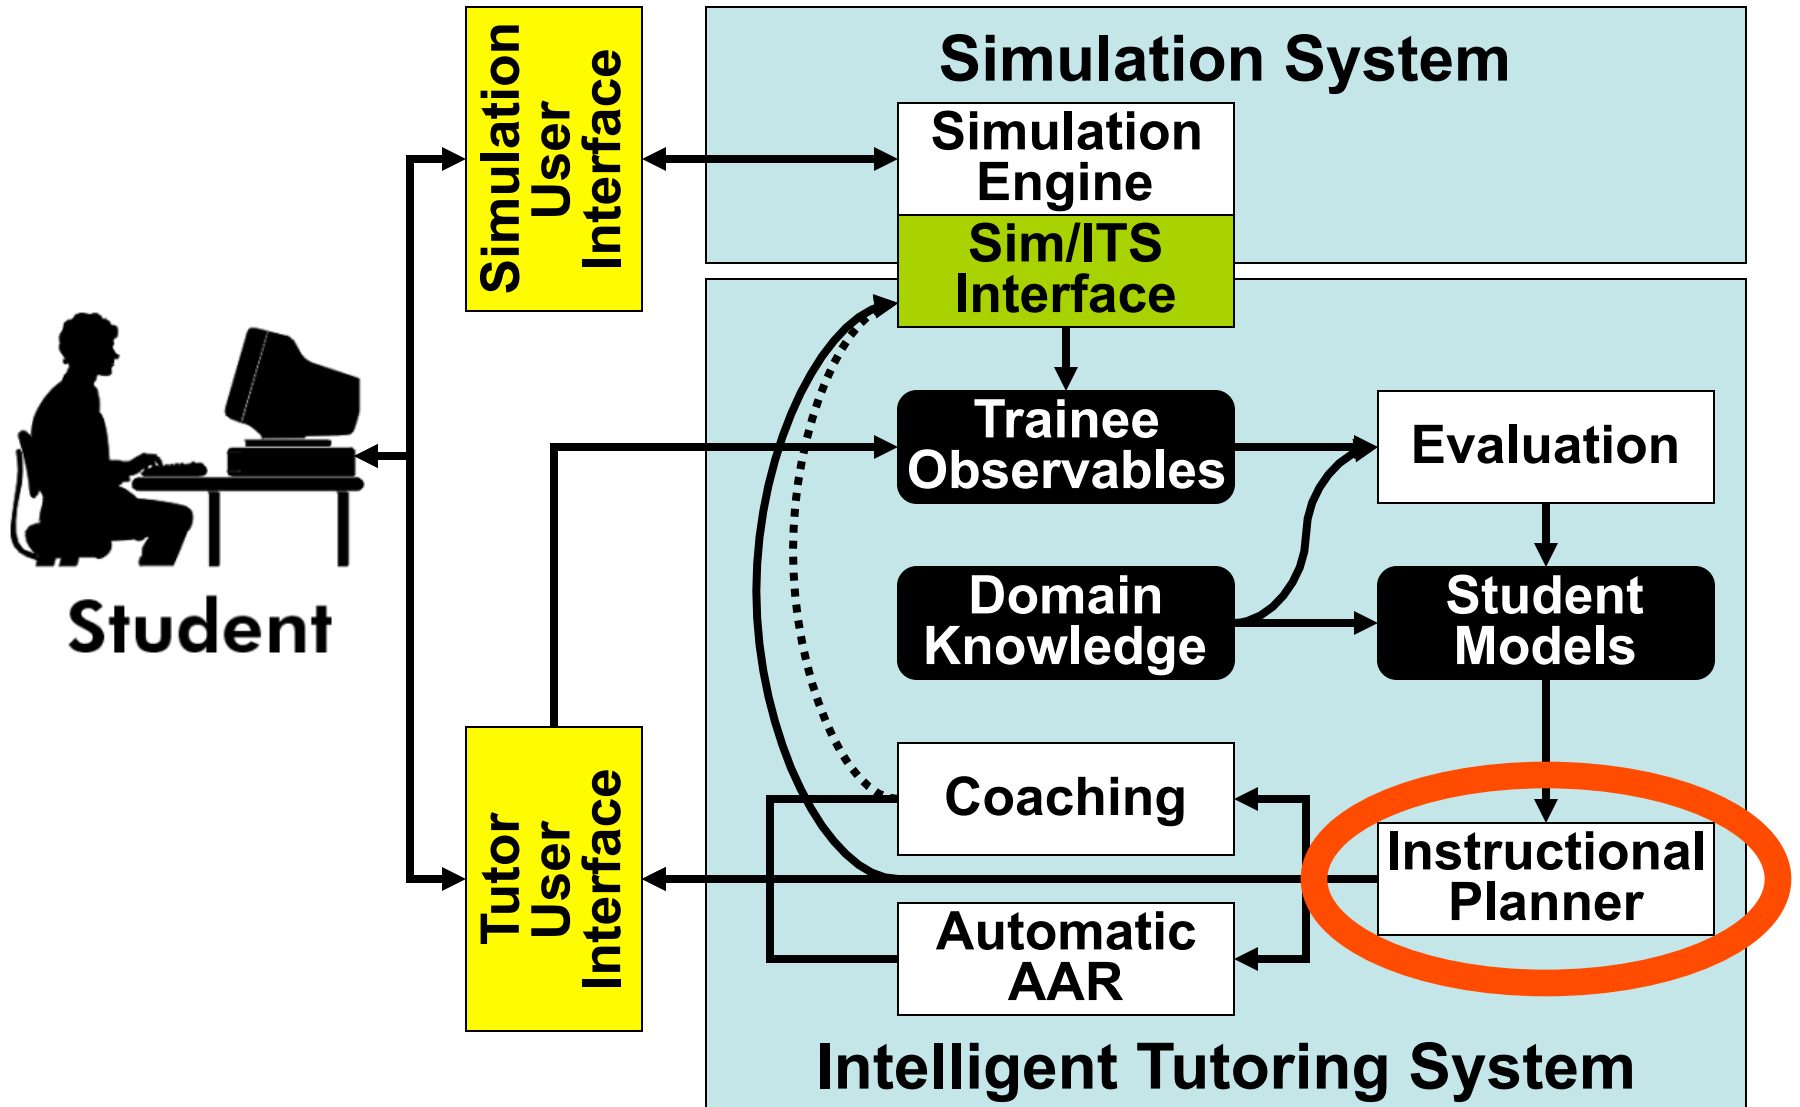 Simulation
User
Interface
Simulation System
Simulation
Engine
Sim/ITS
Interface
Trainee
Observables
Evaluation
Domain
Knowledge
Student
Models
Student
Coaching
Instructional
Planner
Automatic
AAR
Tutor
User
Interface
Intelligent Tutoring System